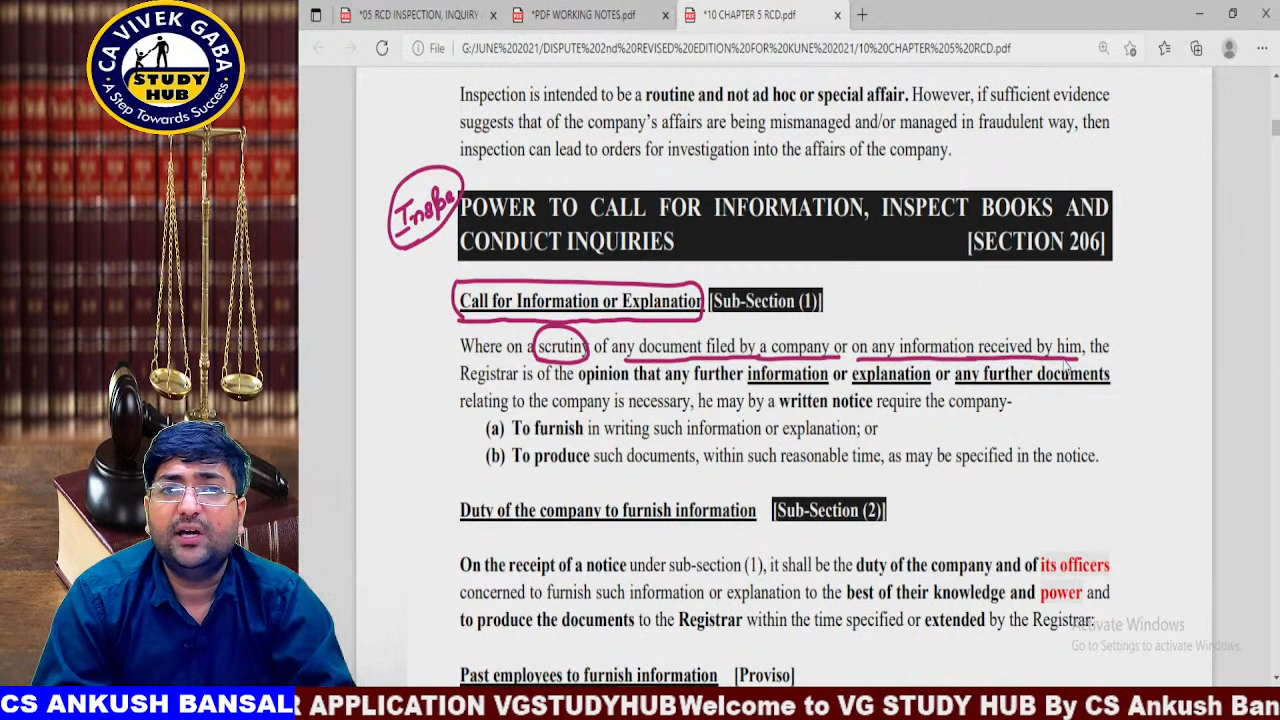 CA VIVEK GABA
STUDY
HUB
A Step Towards Success
*05 RCD INSPECTION, INQUIRY
*PDF WORKING NOTES.pdf
*10 CHAPTER 5 RCD.pdf
File
G:/JUNE%202021/DISPUTE%202nd%20REVISED%20EDITION%20FOR%20KUNE%202021/10%20CHAPTER%205%20RCD.pdf
Inspection is intended to be a routine and not ad hoc or special affair. However, if sufficient evidence
suggests that of the company's affairs are being mismanaged and/or managed in fraudulent way, then
inspection can lead to orders for investigation into the affairs of the company.
POWER TO CALL FOR INFORMATION, INSPECT BOOKS AND
CONDUCT INQUIRIES [SECTION 206]
Call for Information or Explanation [Sub-Section (1)]
Where on a scrutiny of any document filed by a company or on any information received by him, the
Registrar is of the opinion that any further information or explanation or any further documents
relating to the company is necessary, he may by a written notice require the company-
(a) To furnish in writing such information or explanation; or
(b) To produce such documents, within such reasonable time, as may be specified in the notice.
Duty of the company to furnish information [Sub-Section (2)]
On the receipt of a notice under sub-section (1), it shall be the duty of the company and of its officers
concerned to furnish such information or explanation to the best of their knowledge and power and
to produce the documents to the Registrar within the time specified or extended by the Registrar:
Activate Windows
Go to Settings to activate Windows.
Past employees to furnish information [Proviso]
CS ANKUSH BANSAL
R APPLICATION VGSTUDYHUBWelcome to VG STUDY HUB By CS Ankush Ban